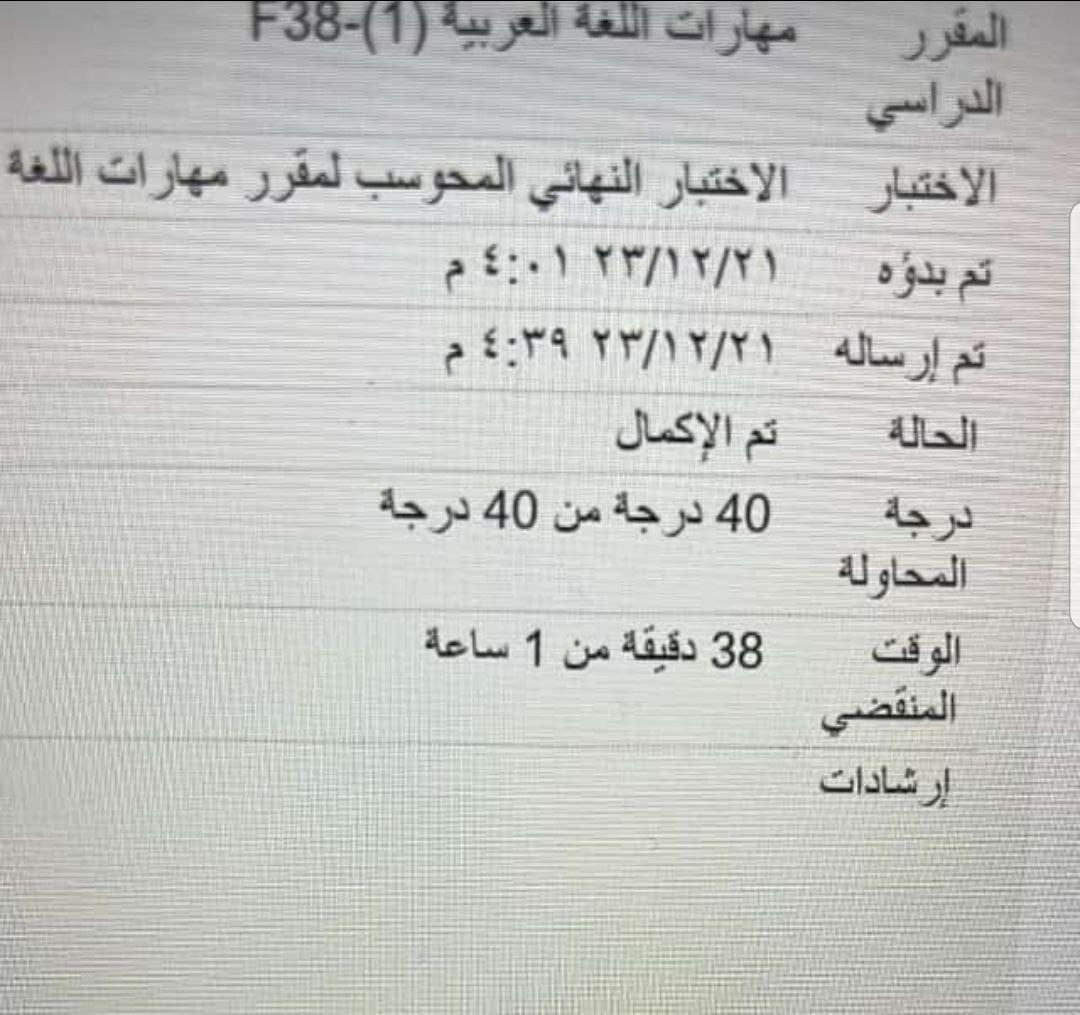 المقرر مهارات اللغة العربية (1)-F38
الدراسي
الاختبار الاختبار النهائي المحوسب لمقرر مهارات اللغة
تم بدؤه ٢٣/١٢/٢١ ٤:٠١ م
تم إرساله ٢٣/١٢/٢١ ٤:٣٩ م
الحالة تم الإكمال
درجة 40 درجة من 40 درجة
المحاولة
الوقت 38 دقيقة من 1 ساعة
المنقضي
إرشادات